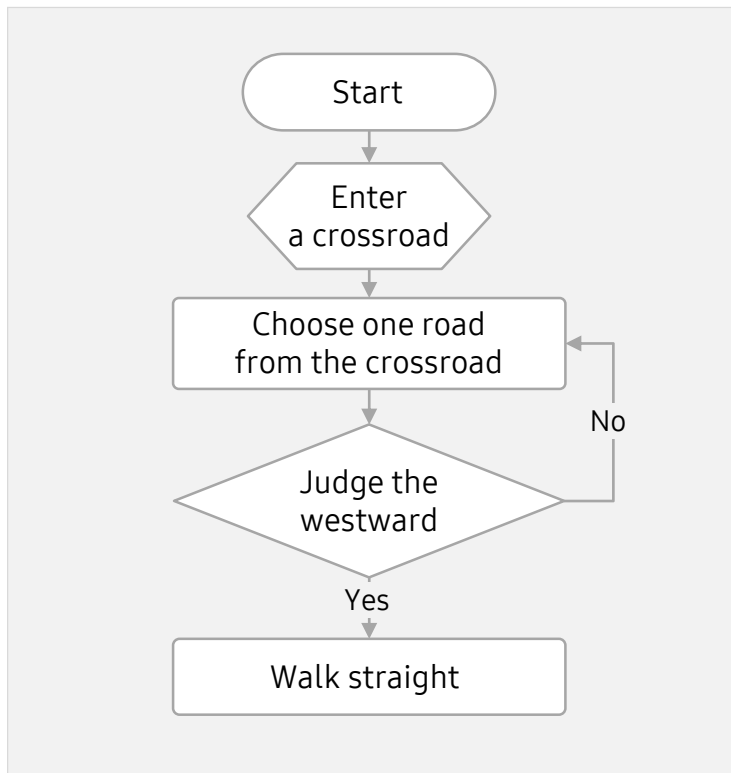 Start
Enter
a crossroad
Choose one road
from the crossroad
No
Judge the
westward
Yes
Walk straight